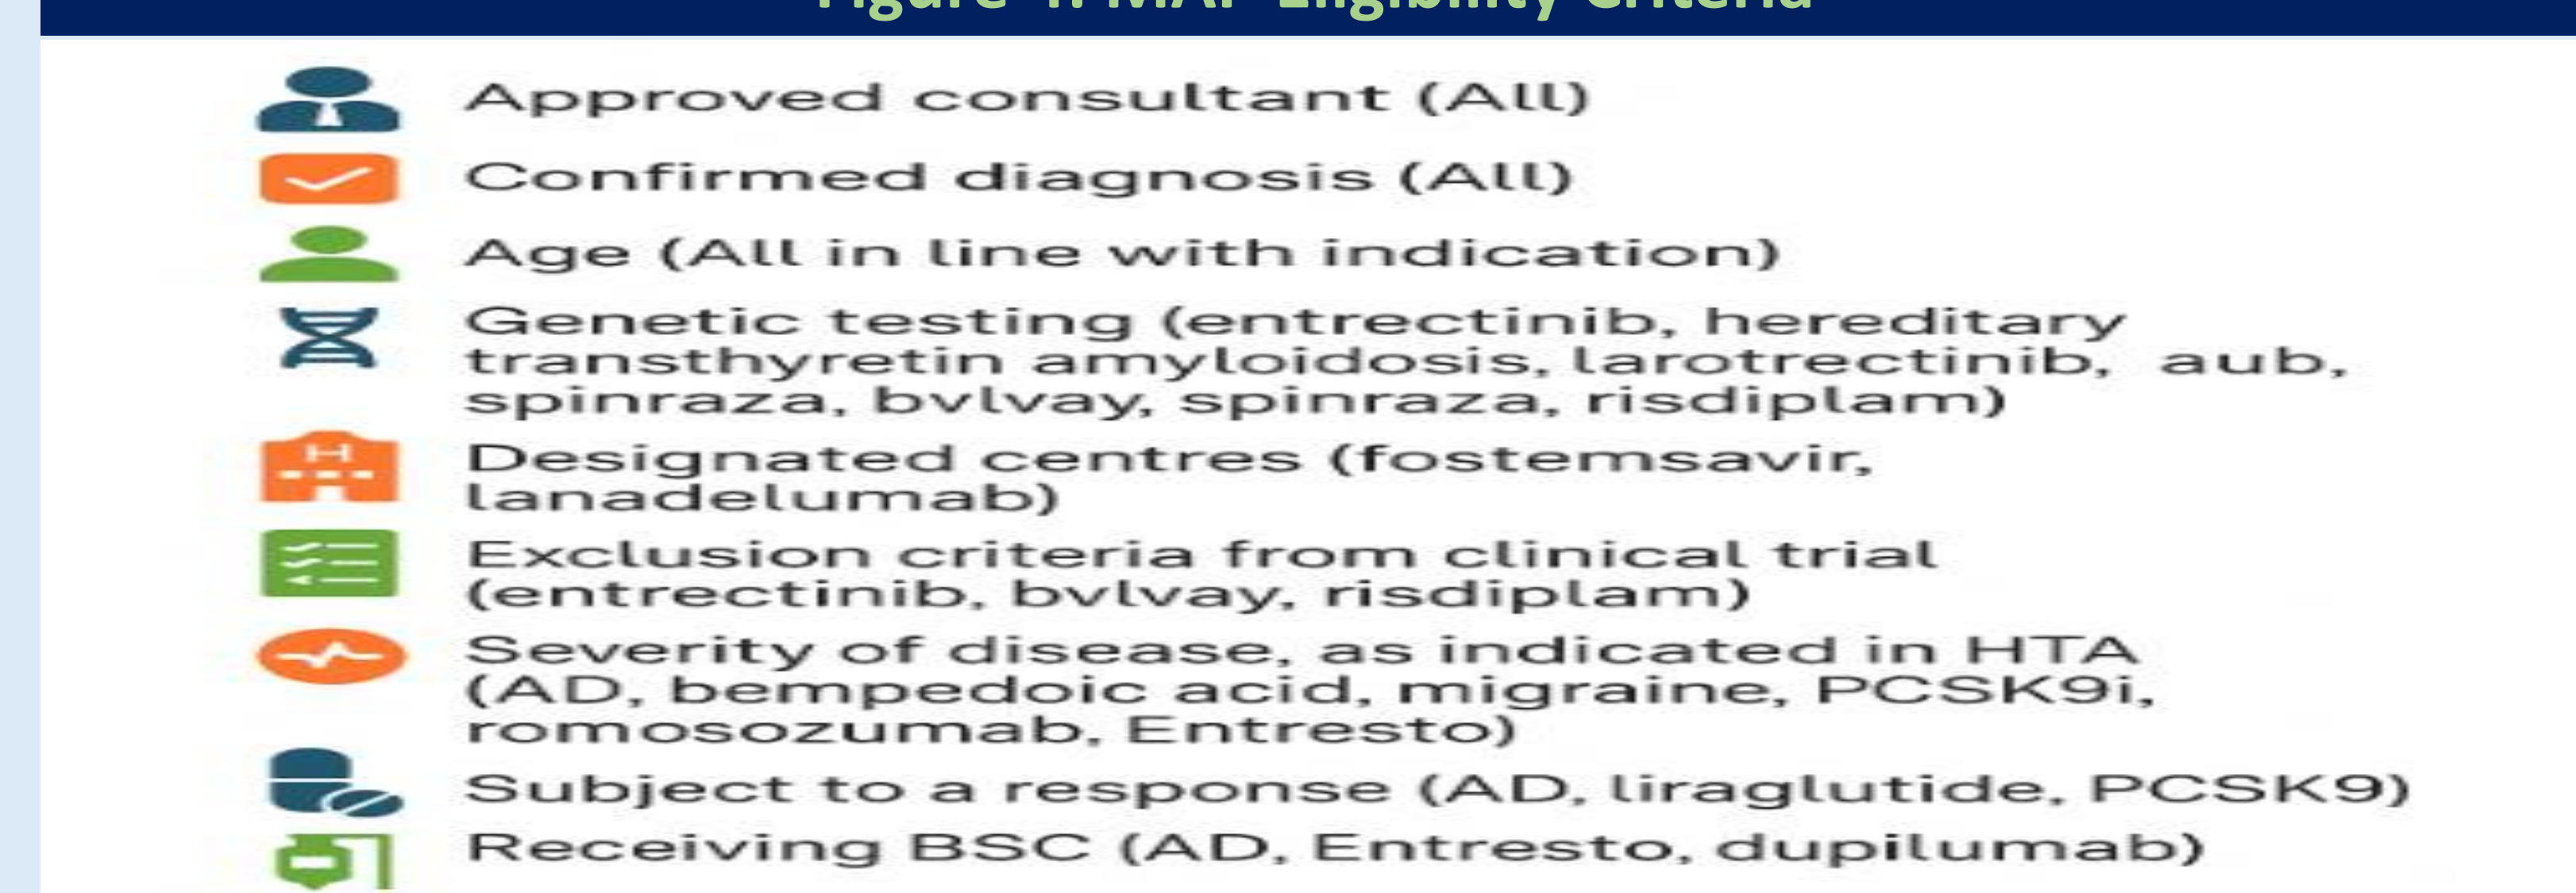 Eligibility Criteria
Approved consultant (All)
Confirmed diagnosis (All)
Age (All in line with indication)
Genetic testing (entrectinib, hereditary
transthyretin amyloidosis, larotrectinib, aub,
spinraza, bvlvay, spinraza, risdiplam)
H
Designated centres (fostemsavir,
lanadelumab)
Exclusion criteria from clinical trial
(entrectinib, bvlvay, risdiplam)
Severity of disease, as indicated in HTA
(AD, bempedoic acid, migraine, PCSK9i,
romosozumab, Entresto)
Subject to a response (AD, liraglutide, PCSK9)
Receiving BSC (AD, Entresto, dupilumab)